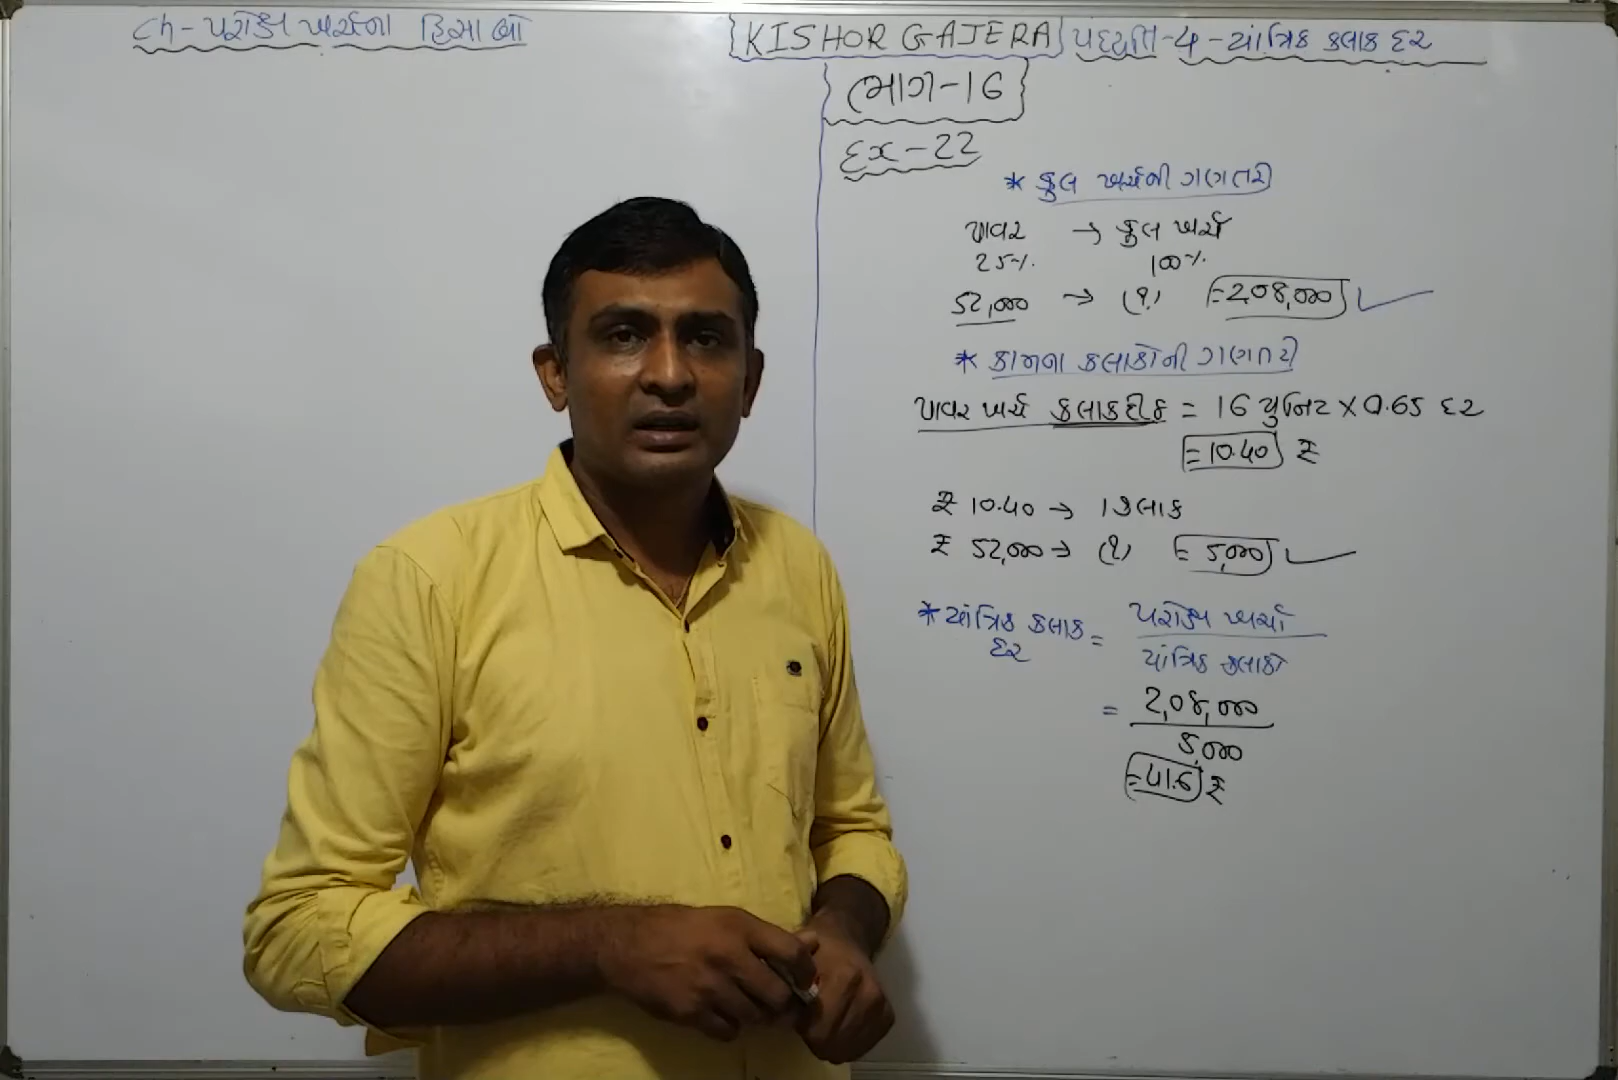 Ch - પરોક્ષ ખર્ચના હિસાબો
KISHOR GAJERA
પદ્ધતિ-૫ - યાંત્રિક કલાક દર
ભાગ-16
Ex-22
* કુલ ખર્ચની ગણતરી
પાવર → કુલ ખર્ચ
25% 100%
52,000 → (?) = 2,08,000
* કામના કલાકોની ગણતરી
પાવર ખર્ચ કલાકદીઠ = 16 યુનિટ × 0.65 દર
= 10.40 ₹
₹ 10.40 → 1 કલાક
₹ 52,000 → (?) = 5,000
* યાંત્રિક કલાક દર = પરોક્ષ ખર્ચા
યાંત્રિક કલાકો
= 2,08,000
5,000
= 41.6 ₹